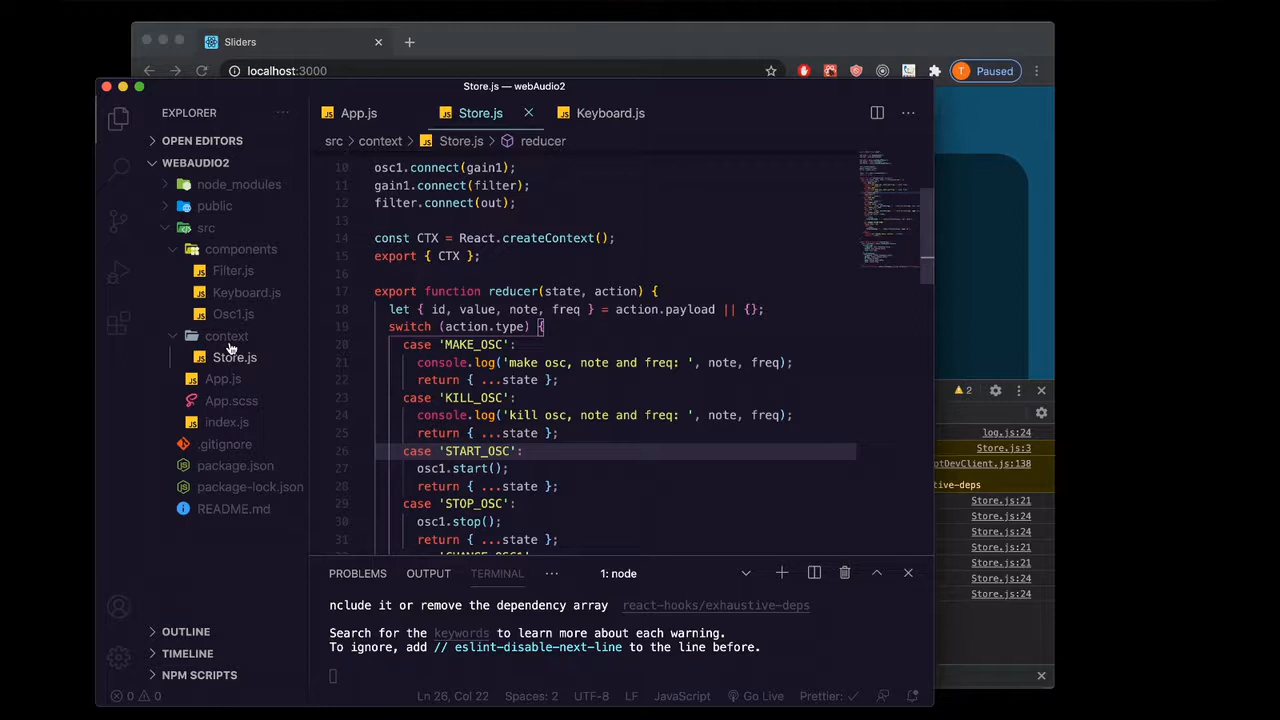 Sliders
localhost:3000
T Paused
Store.js — webAudio2
EXPLORER
App.js
Store.js
Keyboard.js
OPEN EDITORS
src
context
Store.js
reducer
WEBAUDIO2
node_modules
public
src
components
Filter.js
Keyboard.js
Osc1.js
context
Store.js
App.js
App.scss
index.js
.gitignore
package.json
package-lock.json
README.md
OUTLINE
TIMELINE
NPM SCRIPTS
10 osc1.connect(gain1);
11 gain1.connect(filter);
12 filter.connect(out);
13
14 const CTX = React.createContext();
15 export { CTX };
16
17 export function reducer(state, action) {
18 let { id, value, note, freq } = action.payload || {};
19 switch (action.type) {
20 case 'MAKE_OSC':
21 console.log('make osc, note and freq: ', note, freq);
22 return { ...state };
23 case 'KILL_OSC':
24 console.log('kill osc, note and freq: ', note, freq);
25 return { ...state };
26 case 'START_OSC':
27 osc1.start();
28 return { ...state };
29 case 'STOP_OSC':
30 osc1.stop();
31 return { ...state };
PROBLEMS
OUTPUT
TERMINAL
1: node
nclude it or remove the dependency array react-hooks/exhaustive-deps
Search for the keywords to learn more about each warning.
To ignore, add // eslint-disable-next-line to the line before.
2
log.js:24
Store.js:3
ptDevClient.js:138
ive-deps
Store.js:21
Store.js:24
Store.js:21
Store.js:21
Store.js:24
Store.js:24
0 0
Ln 26, Col 22
Spaces: 2
UTF-8
LF
JavaScript
Go Live
Prettier: